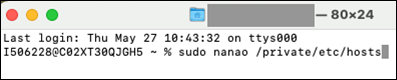 — 80×24
Last login: Thu May 27 10:43:32 on ttys000
I506228@C02XT30QJGH5 ~ % sudo nanao /private/etc/hosts